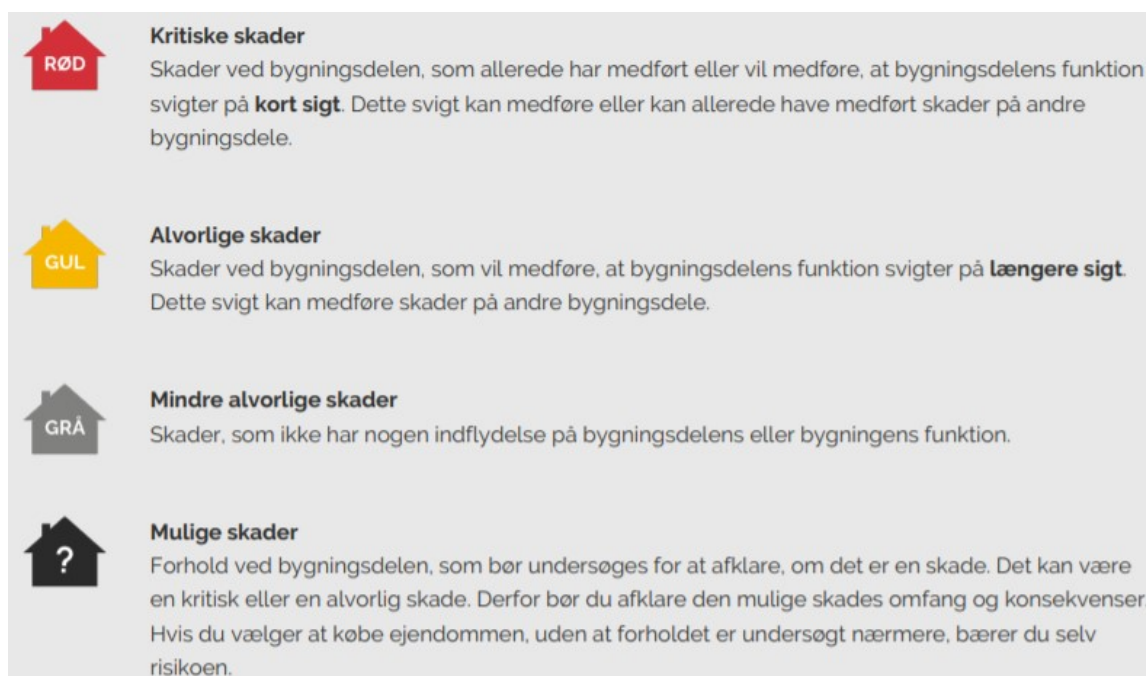 RØD
Kritiske skader
Skader ved bygningsdelen, som allerede har medført eller vil medføre, at bygningsdelens funktion
svigter på kort sigt. Dette svigt kan medføre eller kan allerede have medført skader på andre
bygningsdele.
GUL
Alvorlige skader
Skader ved bygningsdelen, som vil medføre, at bygningsdelens funktion svigter på længere sigt.
Dette svigt kan medføre skader på andre bygningsdele.
GRÅ
Mindre alvorlige skader
Skader, som ikke har nogen indflydelse på bygningsdelens eller bygningens funktion.
?
Mulige skader
Forhold ved bygningsdelen, som bør undersøges for at afklare, om det er en skade. Det kan være
en kritisk eller en alvorlig skade. Derfor bør du afklare den mulige skades omfang og konsekvenser
Hvis du vælger at købe ejendommen, uden at forholdet er undersøgt nærmere, bærer du selv
risikoen.